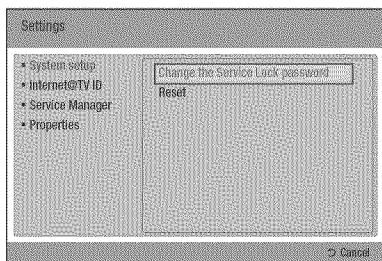 Settings
▪ System setup
▪ Internet@TV ID
▪ Service Manager
▪ Properties
Change the Service Lock password
Reset
⮌ Cancel